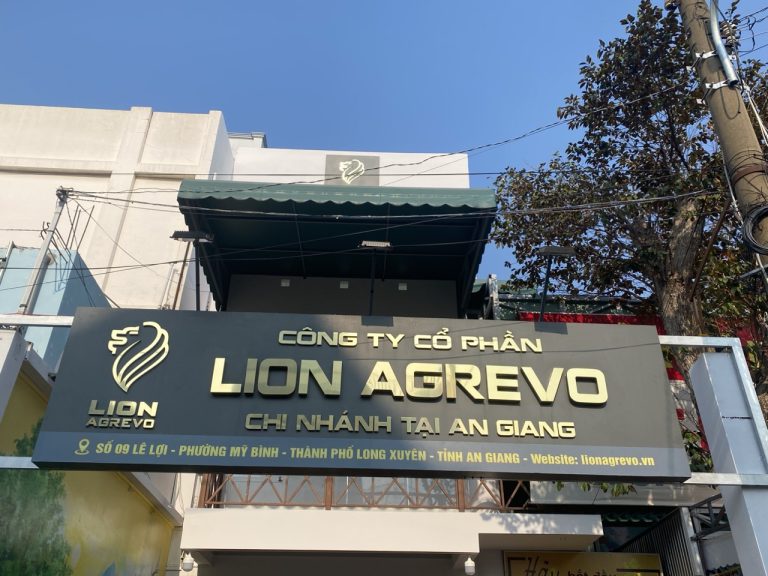 CÔNG TY CỔ PHẦN
LION AGREVO
CHI NHÁNH TẠI AN GIANG
LION
AGREVO
SỐ 09 LÊ LỢI - PHƯỜNG MỸ BÌNH - THÀNH PHỐ LONG XUYÊN - TỈNH AN GIANG - Website: lionagrevo.vn
Hậu